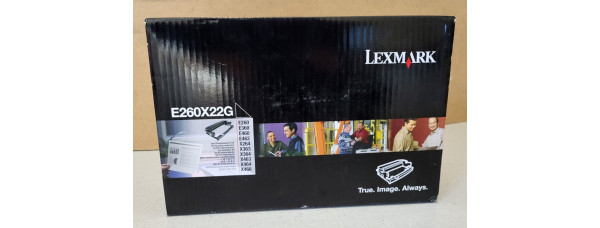 LEXMARK
E260X22G
E260
E360
E460
E462
X264
X363
X364
X463
X464
X466
True. Image. Always.